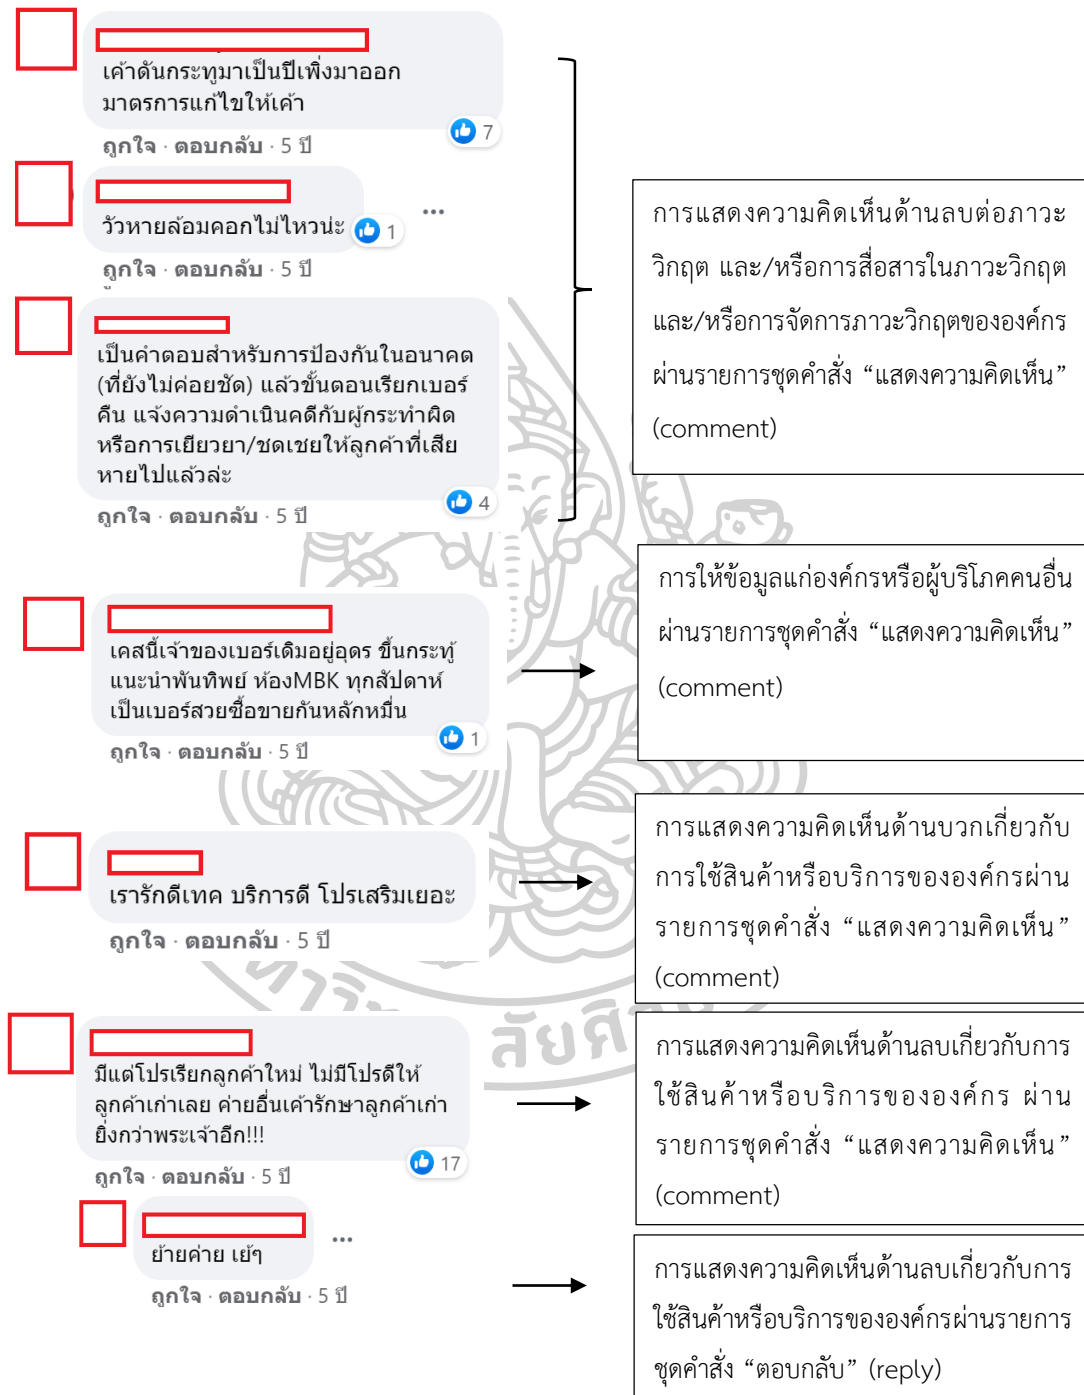 เค้าดันกระทูมาเป็นปีเพิ่งมาออก
มาตรการแก้ไขให้เค้า
ถูกใจ · ตอบกลับ · 5 ปี
7
วัวหายล้อมคอกไม่ไหวน่ะ
1
ถูกใจ · ตอบกลับ · 5 ปี
เป็นคำตอบสำหรับการป้องกันในอนาคต
(ที่ยังไม่ค่อยชัด) แล้วขั้นตอนเรียกเบอร์
คืน แจ้งความดำเนินคดีกับผู้กระทำผิด
หรือการเยียวยา/ชดเชยให้ลูกค้าที่เสีย
หายไปแล้วล่ะ
4
ถูกใจ · ตอบกลับ · 5 ปี
การแสดงความคิดเห็นด้านลบต่อภาวะ
วิกฤต และ/หรือการสื่อสารในภาวะวิกฤต
และ/หรือการจัดการภาวะวิกฤตขององค์กร
ผ่านรายการชุดคำสั่ง “แสดงความคิดเห็น”
(comment)
เคสนี้เจ้าของเบอร์เดิมอยู่อุดร ขึ้นกระทู้
แนะนำพันทิพย์ ห้องMBK ทุกสัปดาห์
เป็นเบอร์สวยซื้อขายกันหลักหมื่น
1
ถูกใจ · ตอบกลับ · 5 ปี
การให้ข้อมูลแก่องค์กรหรือผู้บริโภคคนอื่น
ผ่านรายการชุดคำสั่ง “แสดงความคิดเห็น”
(comment)
เรารักดีเทค บริการดี โปรเสริมเยอะ
ถูกใจ · ตอบกลับ · 5 ปี
การแสดงความคิดเห็นด้านบวกเกี่ยวกับ
การใช้สินค้าหรือบริการขององค์กรผ่าน
รายการชุดคำสั่ง “แสดงความคิดเห็น”
(comment)
มีแต่โปรเรียกลูกค้าใหม่ ไม่มีโปรดีให้
ลูกค้าเก่าเลย ค่ายอื่นเค้ารักษาลูกค้าเก่า
ยิ่งกว่าพระเจ้าอีก!!!
17
ถูกใจ · ตอบกลับ · 5 ปี
การแสดงความคิดเห็นด้านลบเกี่ยวกับการ
ใช้สินค้าหรือบริการขององค์กร ผ่าน
รายการชุดคำสั่ง “แสดงความคิดเห็น”
(comment)
ย้ายค่าย เย้ๆ
ถูกใจ · ตอบกลับ · 5 ปี
การแสดงความคิดเห็นด้านลบเกี่ยวกับการ
ใช้สินค้าหรือบริการขององค์กรผ่านรายการ
ชุดคำสั่ง “ตอบกลับ” (reply)